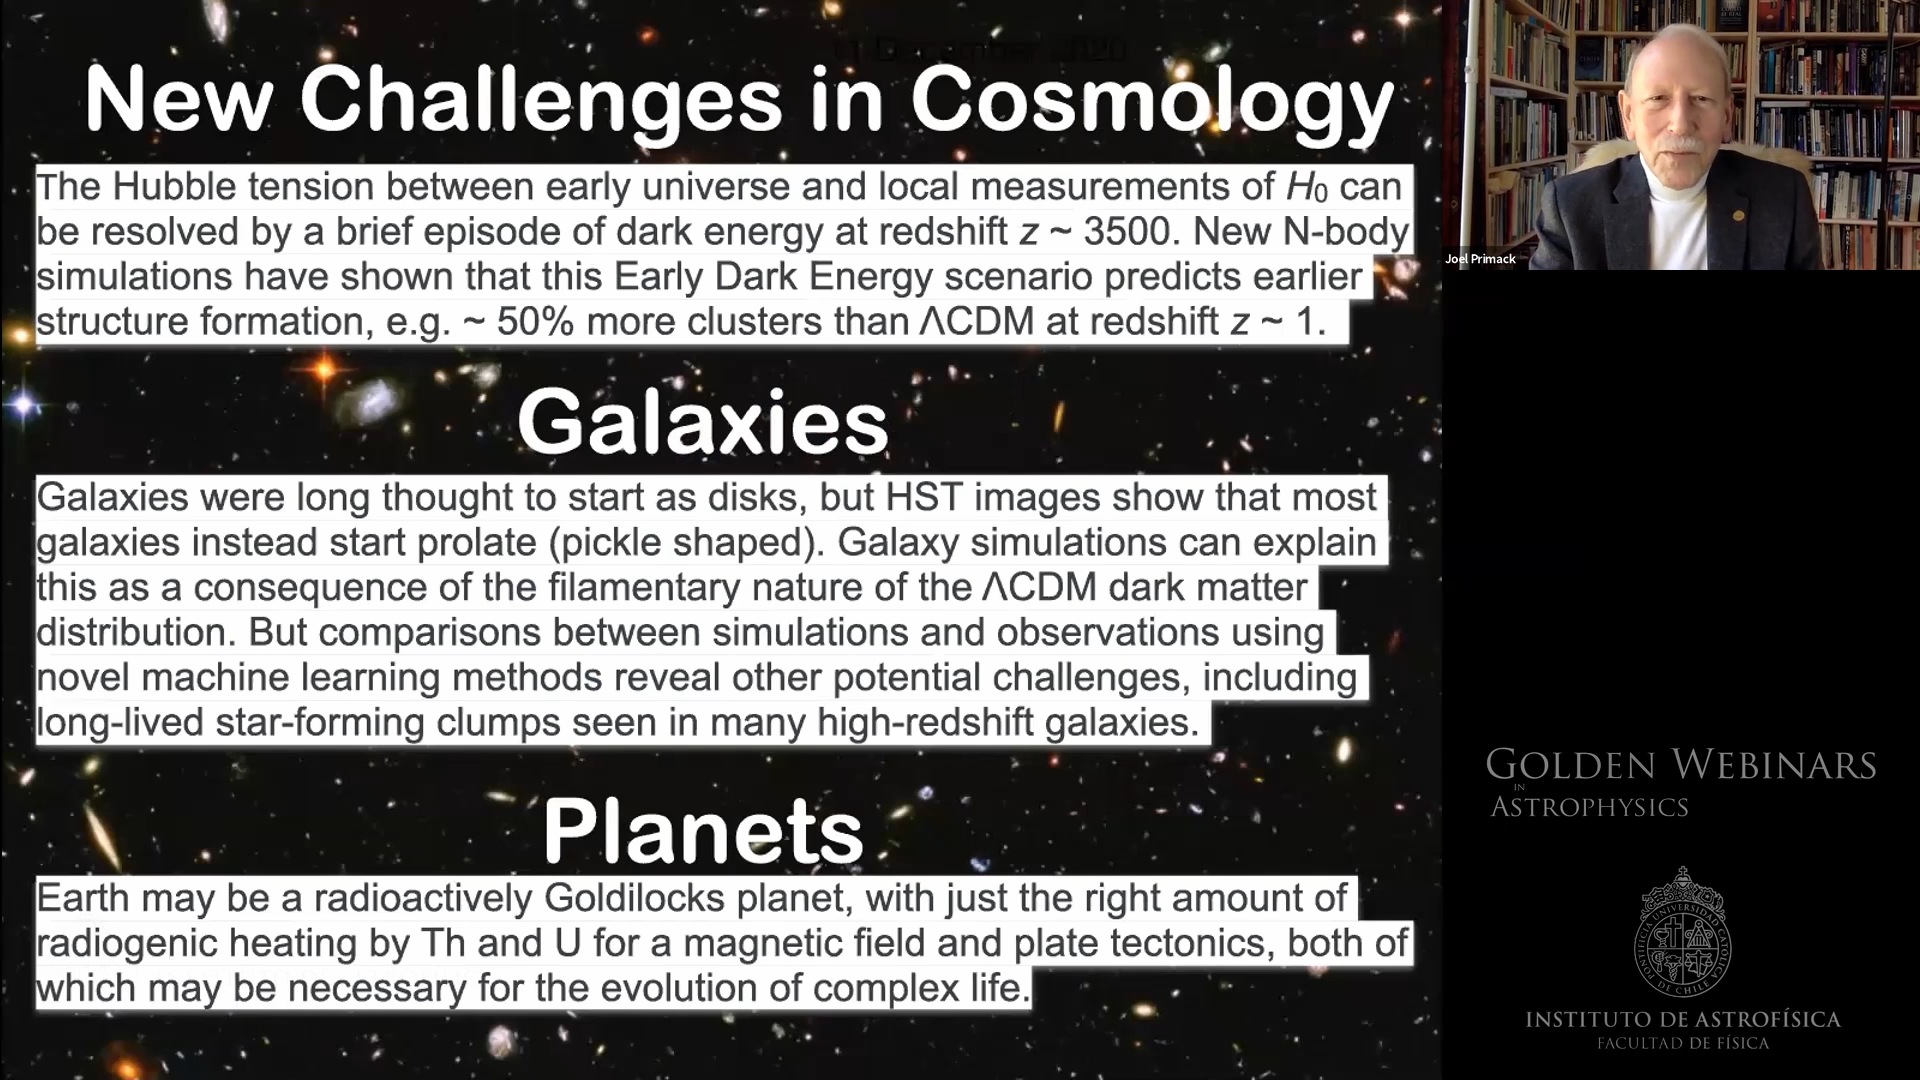 New Challenges in Cosmology
The Hubble tension between early universe and local measurements of H0 can
be resolved by a brief episode of dark energy at redshift z ~ 3500. New N-body
simulations have shown that this Early Dark Energy scenario predicts earlier
structure formation, e.g. ~ 50% more clusters than ΛCDM at redshift z ~ 1.
Galaxies
Galaxies were long thought to start as disks, but HST images show that most
galaxies instead start prolate (pickle shaped). Galaxy simulations can explain
this as a consequence of the filamentary nature of the ΛCDM dark matter
distribution. But comparisons between simulations and observations using
novel machine learning methods reveal other potential challenges, including
long-lived star-forming clumps seen in many high-redshift galaxies.
Planets
Earth may be a radioactively Goldilocks planet, with just the right amount of
radiogenic heating by Th and U for a magnetic field and plate tectonics, both of
which may be necessary for the evolution of complex life.
Joel Primack
GOLDEN WEBINARS
IN
ASTROPHYSICS
INSTITUTO DE ASTROFÍSICA
FACULTAD DE FÍSICA